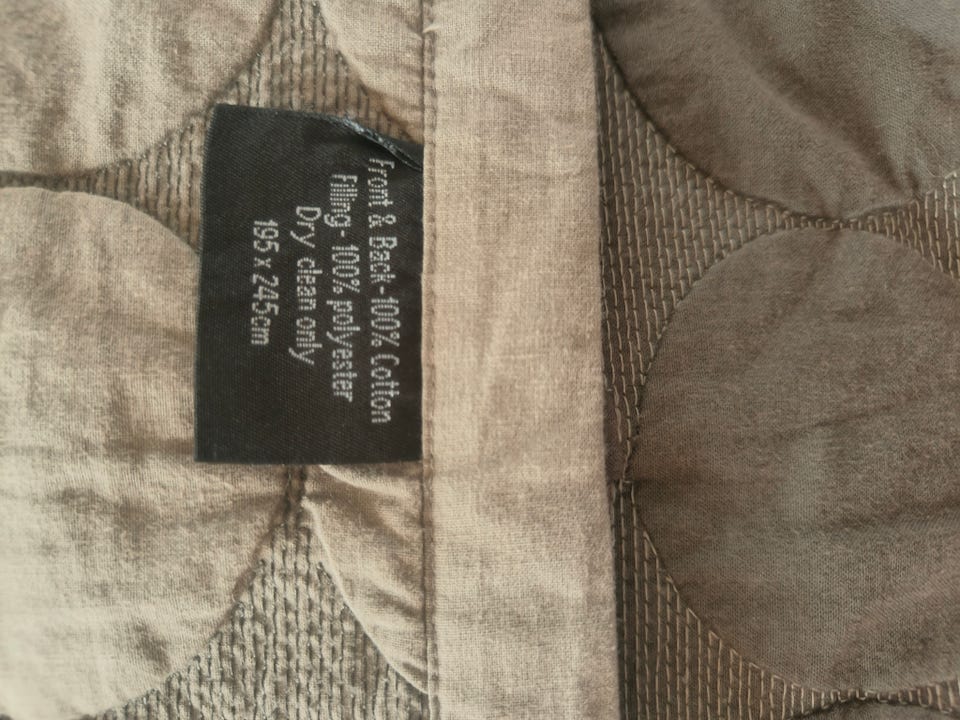 Front & Back-100% Cotton
Filling-100% polyester
Dry clean only
195 x 245cm